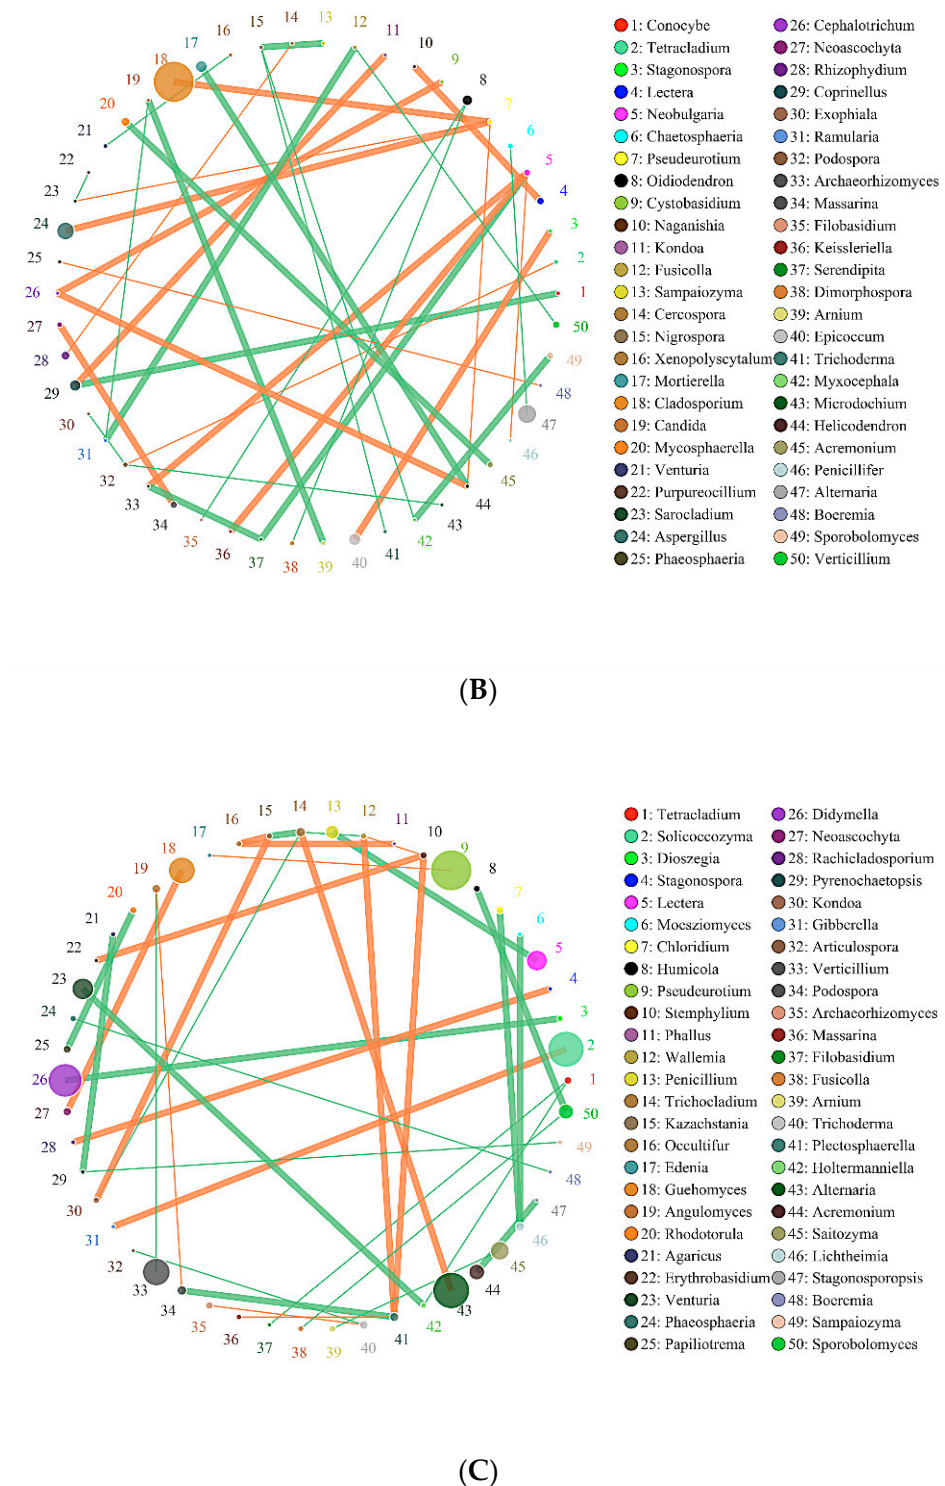 1: Conocybe
2: Tetracladium
3: Stagonospora
4: Lectera
5: Neobulgaria
6: Chaetosphaeria
7: Pseudeurotium
8: Oidiodendron
9: Cystobasidium
10: Naganishia
11: Kondoa
12: Fusicolla
13: Sampaiozyma
14: Cercospora
15: Nigrospora
16: Xenopolyscytalum
17: Mortierella
18: Cladosporium
19: Candida
20: Mycosphaerella
21: Venturia
22: Purpureocillium
23: Sarocladium
24: Aspergillus
25: Phaeosphaeria
26: Cephalotrichum
27: Neoascochyta
28: Rhizophydium
29: Coprinellus
30: Exophiala
31: Ramularia
32: Podospora
33: Archaeorhizomyces
34: Massarina
35: Filobasidium
36: Keissleriella
37: Serendipita
38: Dimorphospora
39: Arnium
40: Epicoccum
41: Trichoderma
42: Myxocephala
43: Microdochium
44: Helicodendron
45: Acremonium
46: Penicillifer
47: Alternaria
48: Boeremia
49: Sporobolomyces
50: Verticillium
1
2
3
4
5
6
7
8
9
10
11
12
13
14
15
16
17
18
19
20
21
22
23
24
25
26
27
28
29
30
31
32
33
34
35
36
37
38
39
40
41
42
43
44
45
46
47
48
49
50
(B)
1: Tetracladium
2: Solicoccozyma
3: Dioszegia
4: Stagonospora
5: Lectera
6: Moesziomyces
7: Chloridium
8: Humicola
9: Pseudeurotium
10: Stemphylium
11: Phallus
12: Wallemia
13: Penicillium
14: Trichocladium
15: Kazachstania
16: Occultifur
17: Edenia
18: Guehomyces
19: Angulomyces
20: Rhodotorula
21: Agaricus
22: Erythrobasidium
23: Venturia
24: Phaeosphaeria
25: Papiliotrema
26: Didymella
27: Neoascochyta
28: Rachicladosporium
29: Pyrenochaetopsis
30: Kondoa
31: Gibberella
32: Articulospora
33: Verticillium
34: Podospora
35: Archaeorhizomyces
36: Massarina
37: Filobasidium
38: Fusicolla
39: Arnium
40: Trichoderma
41: Plectosphaerella
42: Holtermanniella
43: Alternaria
44: Acremonium
45: Saitozyma
46: Lichtheimia
47: Stagonosporopsis
48: Boeremia
49: Sampaiozyma
50: Sporobolomyces
1
2
3
4
5
6
7
8
9
10
11
12
13
14
15
16
17
18
19
20
21
22
23
24
25
26
27
28
29
30
31
32
33
34
35
36
37
38
39
40
41
42
43
44
45
46
47
48
49
50
(C)